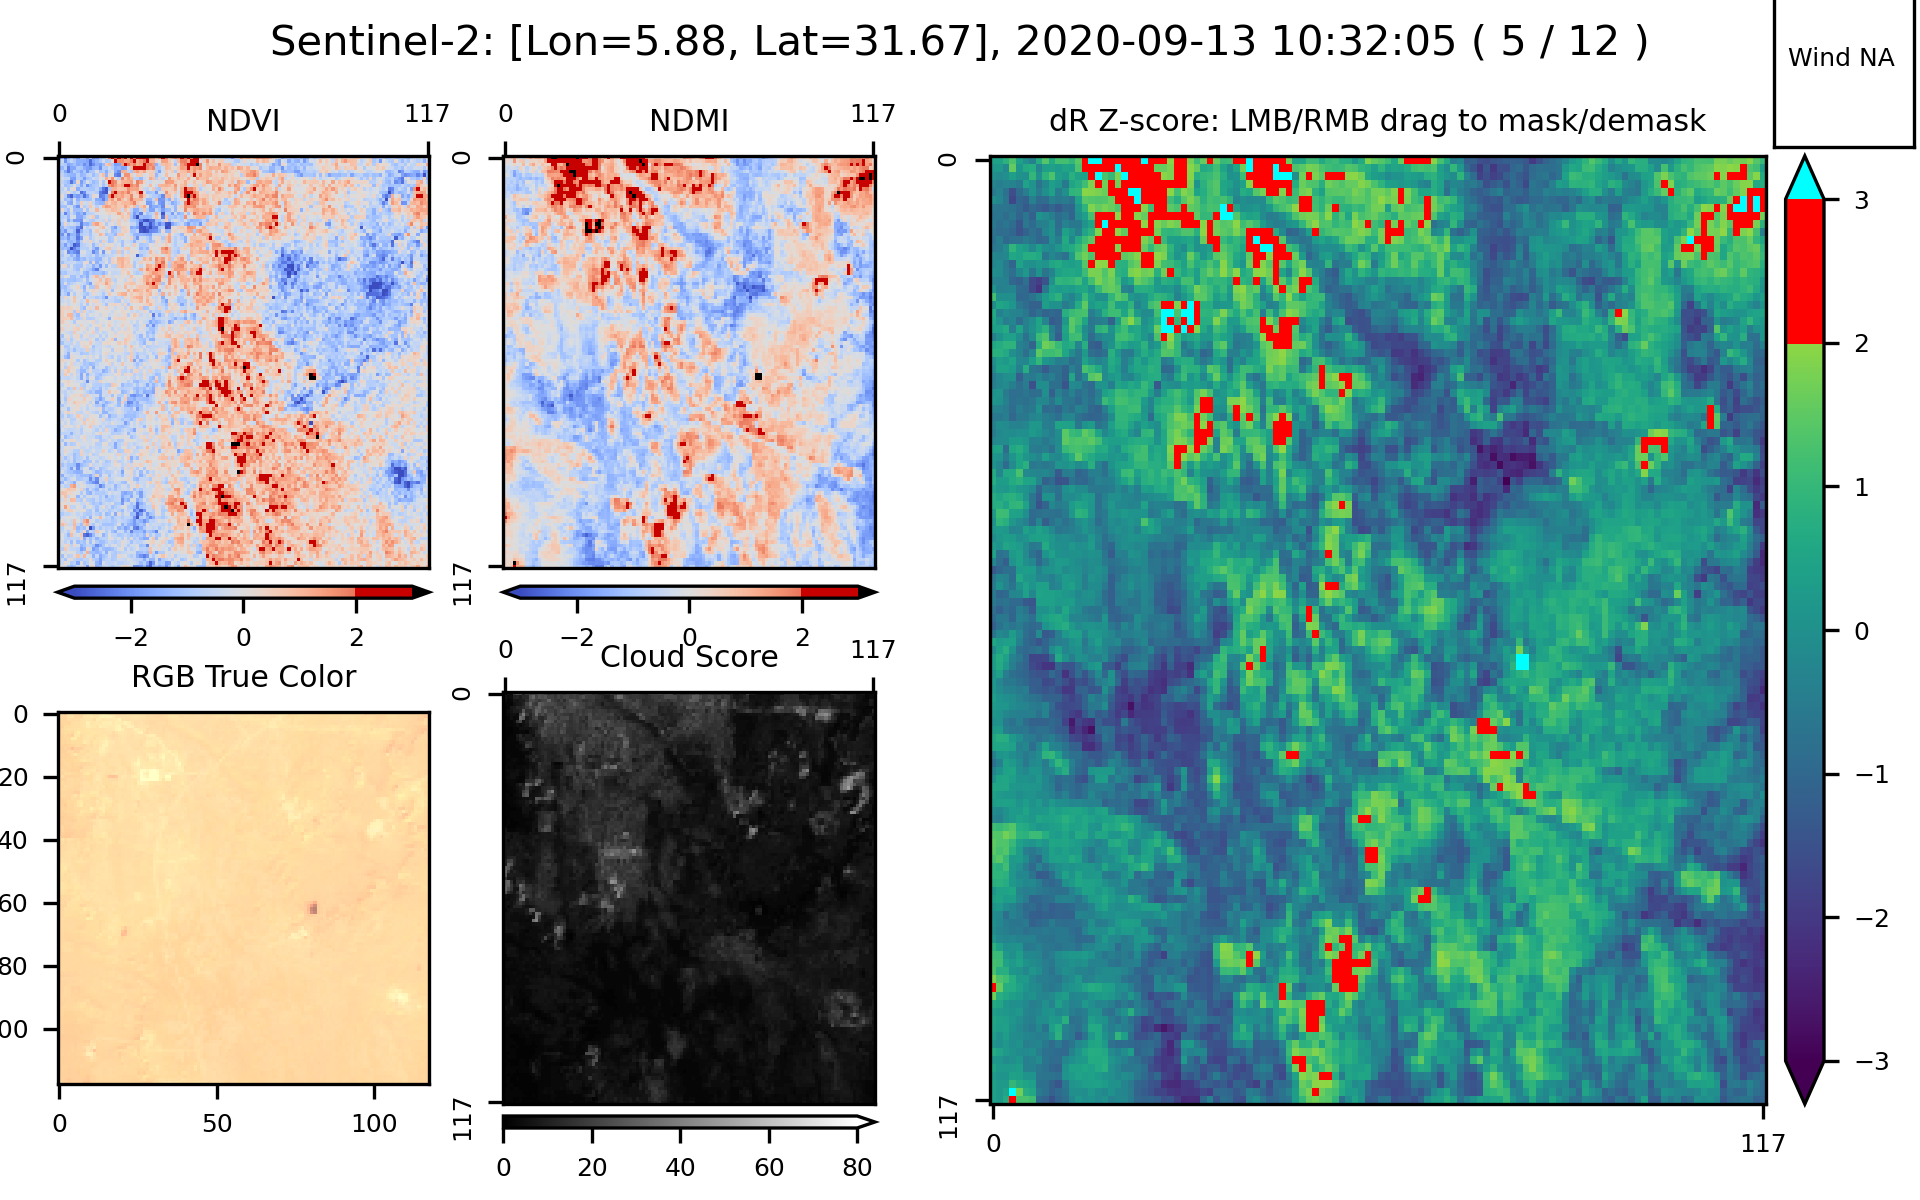 Sentinel-2: [Lon=5.88, Lat=31.67], 2020-09-13 10:32:05 ( 5 / 12 )
Wind NA
NDVI
0 117
0
117
−2 0 2
NDMI
0 117
0
117
−2 0 2
dR Z-score: LMB/RMB drag to mask/demask
0
117
0 117
3
2
1
0
−1
−2
−3
RGB True Color
0
20
40
60
80
00
0 50 100
Cloud Score
0 117
0
117
0 20 40 60 80